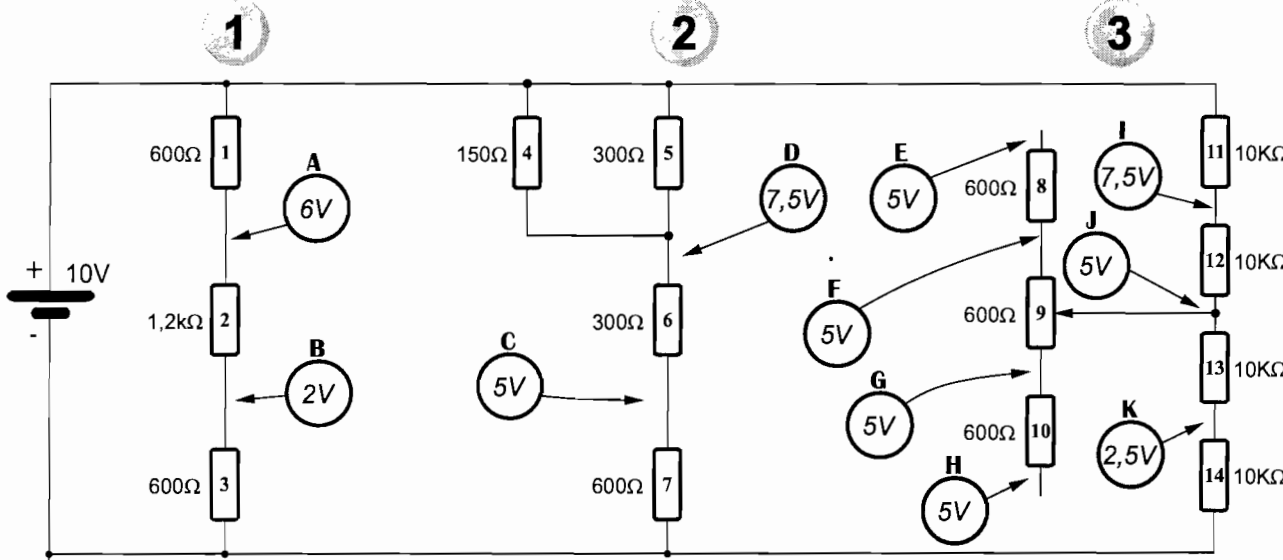 1 2 3
600Ω 1 150Ω 4 300Ω 5 11 10KΩ
A
6V
D
7,5V
E
5V
600Ω 8
I
7,5V
J
5V
12 10KΩ
+ 10V
-
1,2kΩ 2 300Ω 6
F
5V
600Ω 9
13 10KΩ
B
2V
C
5V
G
5V
600Ω 10
K
2,5V
14 10KΩ
600Ω 3 600Ω 7
H
5V